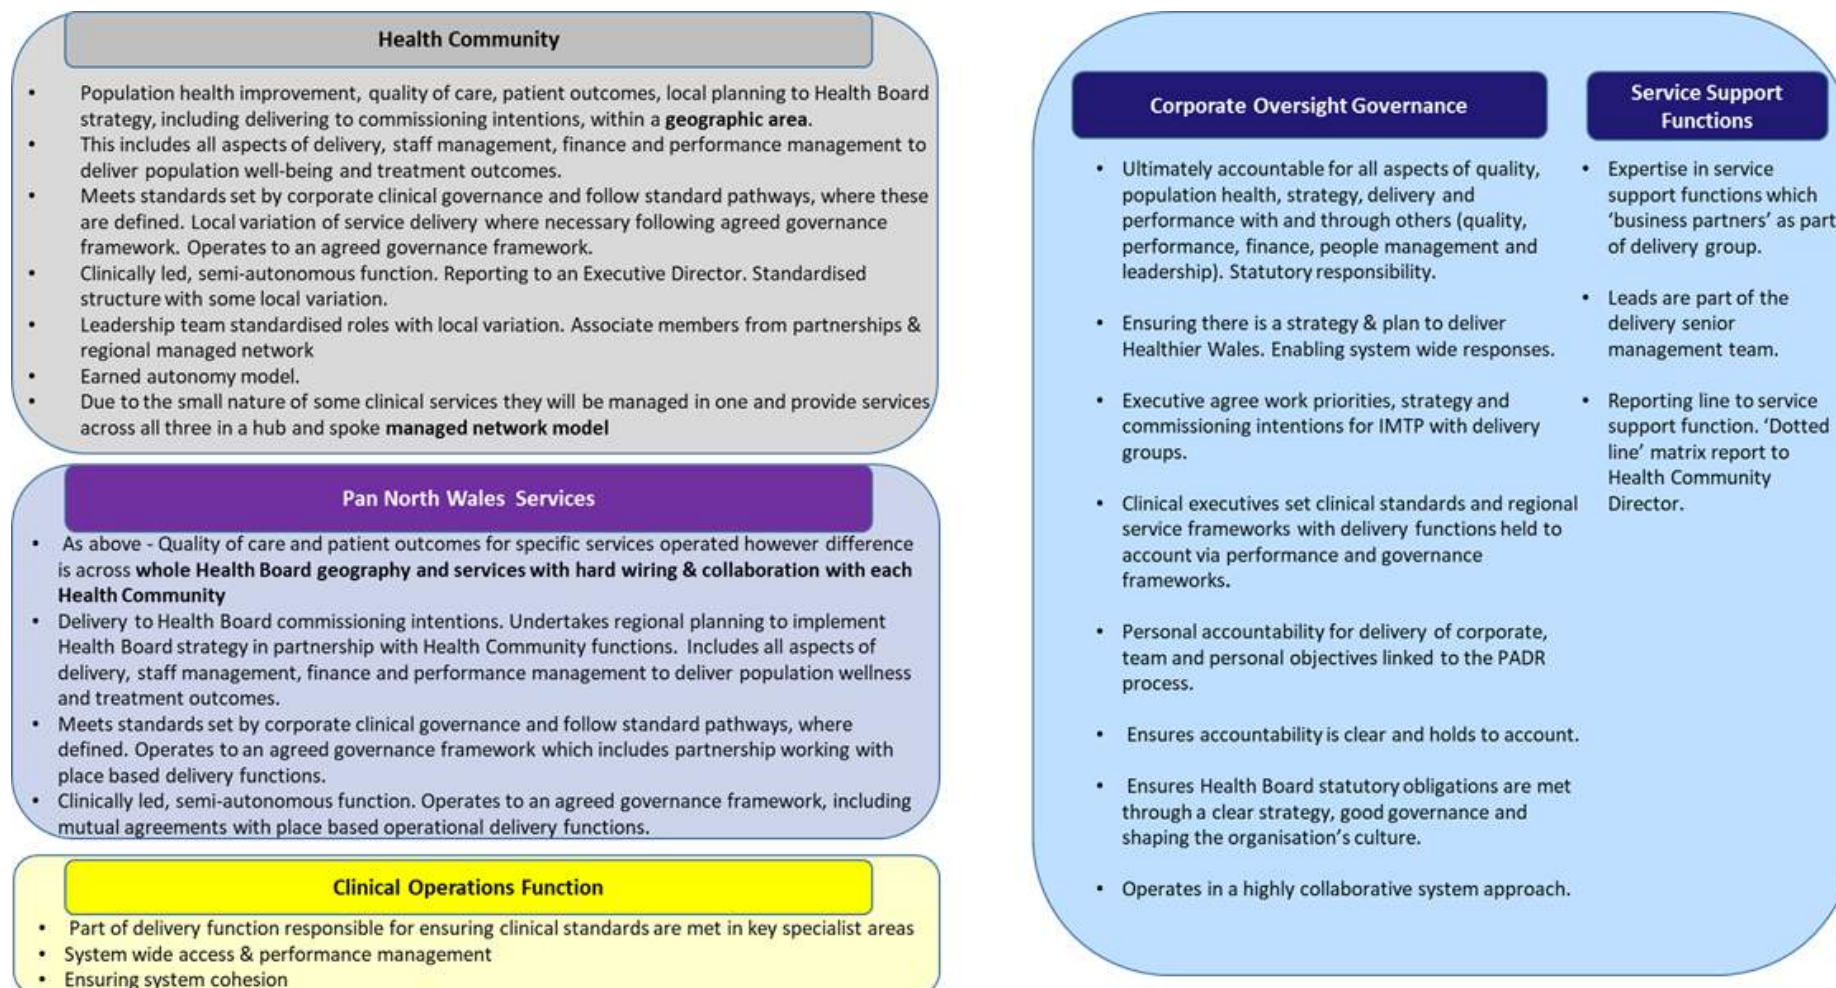 Health Community
• Population health improvement, quality of care, patient outcomes, local planning to Health Board
strategy, including delivering to commissioning intentions, within a geographic area.
• This includes all aspects of delivery, staff management, finance and performance management to
deliver population well-being and treatment outcomes.
• Meets standards set by corporate clinical governance and follow standard pathways, where these
are defined. Local variation of service delivery where necessary following agreed governance
framework. Operates to an agreed governance framework.
• Clinically led, semi-autonomous function. Reporting to an Executive Director. Standardised
structure with some local variation.
• Leadership team standardised roles with local variation. Associate members from partnerships &
regional managed network
• Earned autonomy model.
• Due to the small nature of some clinical services they will be managed in one and provide services
across all three in a hub and spoke managed network model
Pan North Wales Services
• As above - Quality of care and patient outcomes for specific services operated however difference
is across whole Health Board geography and services with hard wiring & collaboration with each
Health Community
• Delivery to Health Board commissioning intentions. Undertakes regional planning to implement
Health Board strategy in partnership with Health Community functions. Includes all aspects of
delivery, staff management, finance and performance management to deliver population wellness
and treatment outcomes.
• Meets standards set by corporate clinical governance and follow standard pathways, where
defined. Operates to an agreed governance framework which includes partnership working with
place based delivery functions.
• Clinically led, semi-autonomous function. Operates to an agreed governance framework, including
mutual agreements with place based operational delivery functions.
Clinical Operations Function
• Part of delivery function responsible for ensuring clinical standards are met in key specialist areas
• System wide access & performance management
• Ensuring system cohesion
Corporate Oversight Governance
• Ultimately accountable for all aspects of quality,
population health, strategy, delivery and
performance with and through others (quality,
performance, finance, people management and
leadership). Statutory responsibility.
• Ensuring there is a strategy & plan to deliver
Healthier Wales. Enabling system wide responses.
• Executive agree work priorities, strategy and
commissioning intentions for IMTP with delivery
groups.
• Clinical executives set clinical standards and regional
service frameworks with delivery functions held to
account via performance and governance
frameworks.
• Personal accountability for delivery of corporate,
team and personal objectives linked to the PADR
process.
• Ensures accountability is clear and holds to account.
• Ensures Health Board statutory obligations are met
through a clear strategy, good governance and
shaping the organisation's culture.
• Operates in a highly collaborative system approach.
Service Support
Functions
• Expertise in service
support functions which
'business partners' as part
of delivery group.
• Leads are part of the
delivery senior
management team.
• Reporting line to service
support function. 'Dotted
line' matrix report to
Health Community
Director.